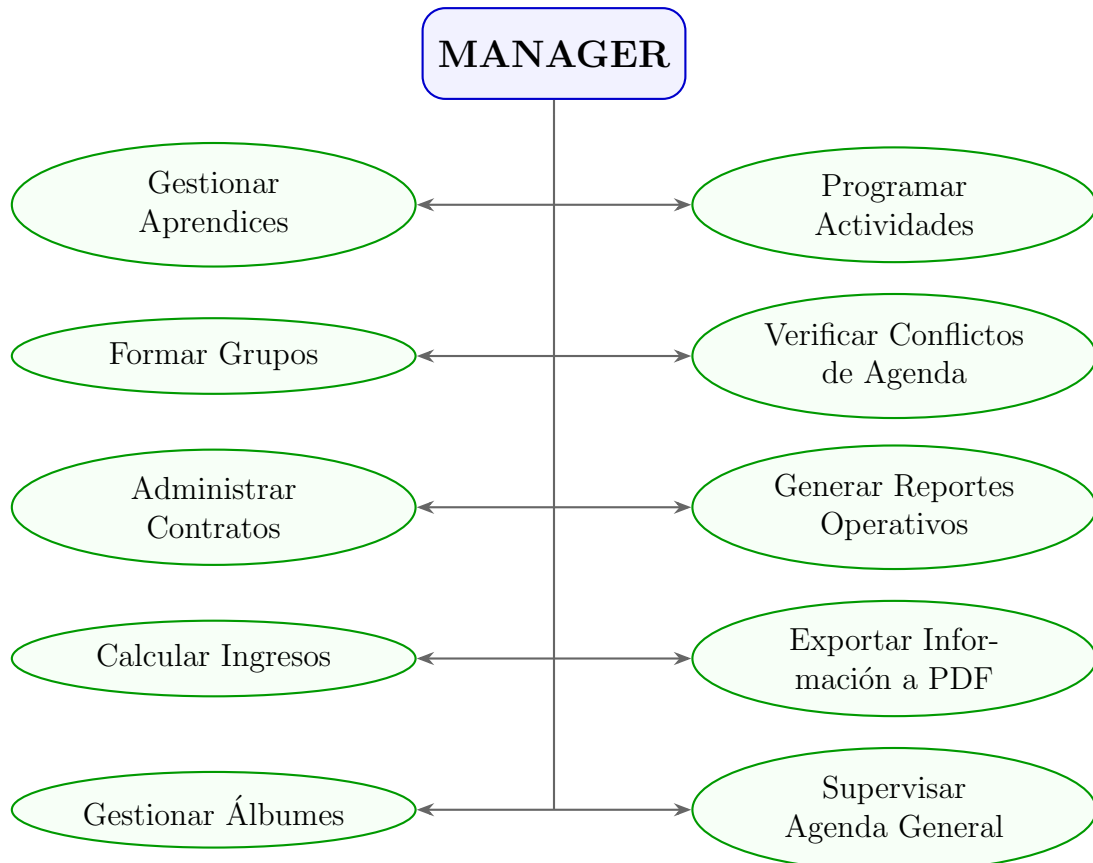 MANAGER
Gestionar
Aprendices
Programar
Actividades
Formar Grupos
Verificar Conflictos
de Agenda
Administrar
Contratos
Generar Reportes
Operativos
Calcular Ingresos
Exportar Infor-
mación a PDF
Gestionar Álbumes
Supervisar
Agenda General